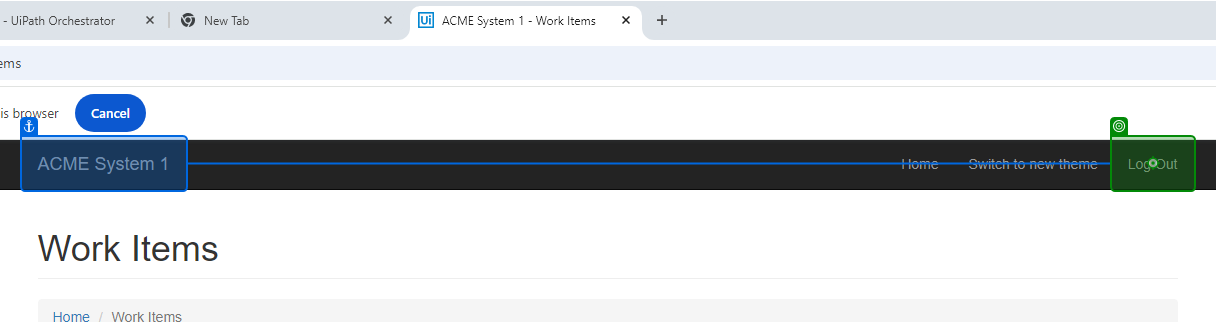 - UiPath Orchestrator New Tab Ui ACME System 1 - Work Items
ems
is browser Cancel
ACME System 1 Home Switch to new theme Log Out
Work Items
Home / Work Items